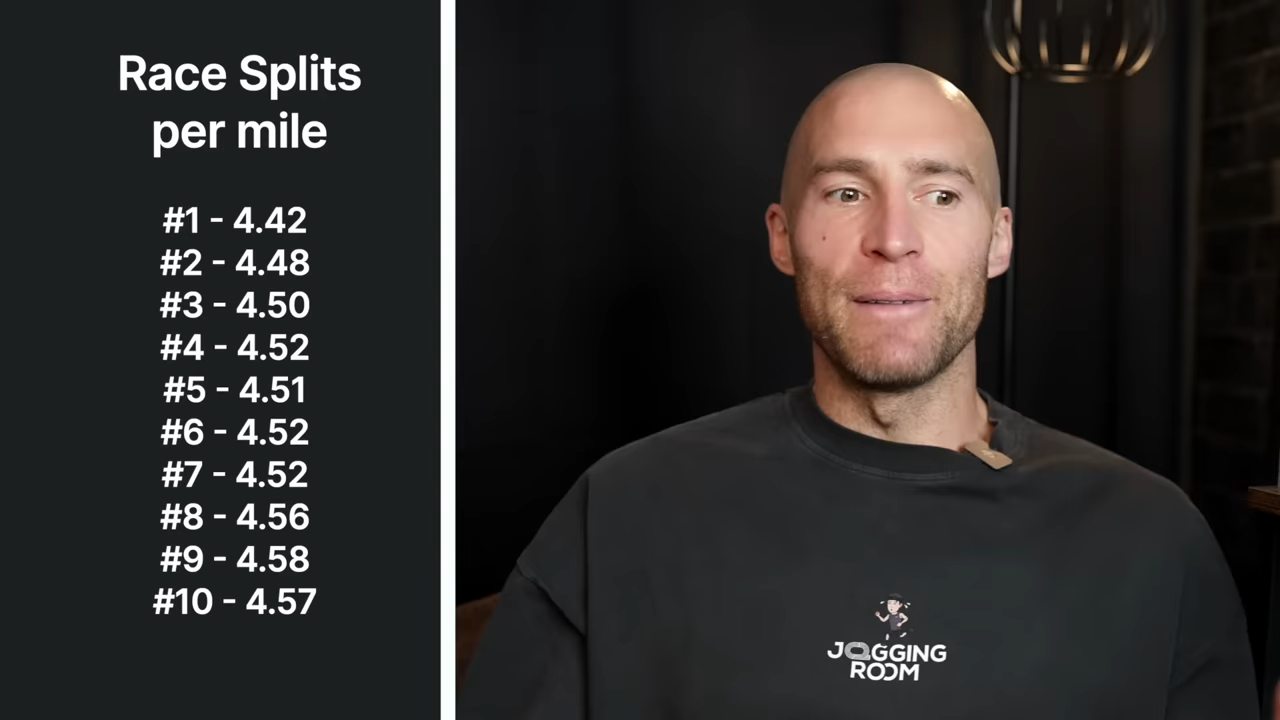 Race Splits
per mile
#1 - 4.42
#2 - 4.48
#3 - 4.50
#4 - 4.52
#5 - 4.51
#6 - 4.52
#7 - 4.52
#8 - 4.56
#9 - 4.58
#10 - 4.57
JOGGING
ROOM